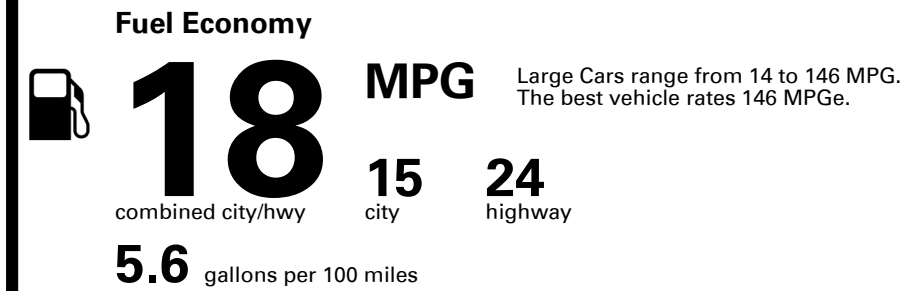 Fuel Economy
18 MPG
Large Cars range from 14 to 146 MPG.
The best vehicle rates 146 MPGe.
combined city/hwy
15
city
24
highway
5.6 gallons per 100 miles